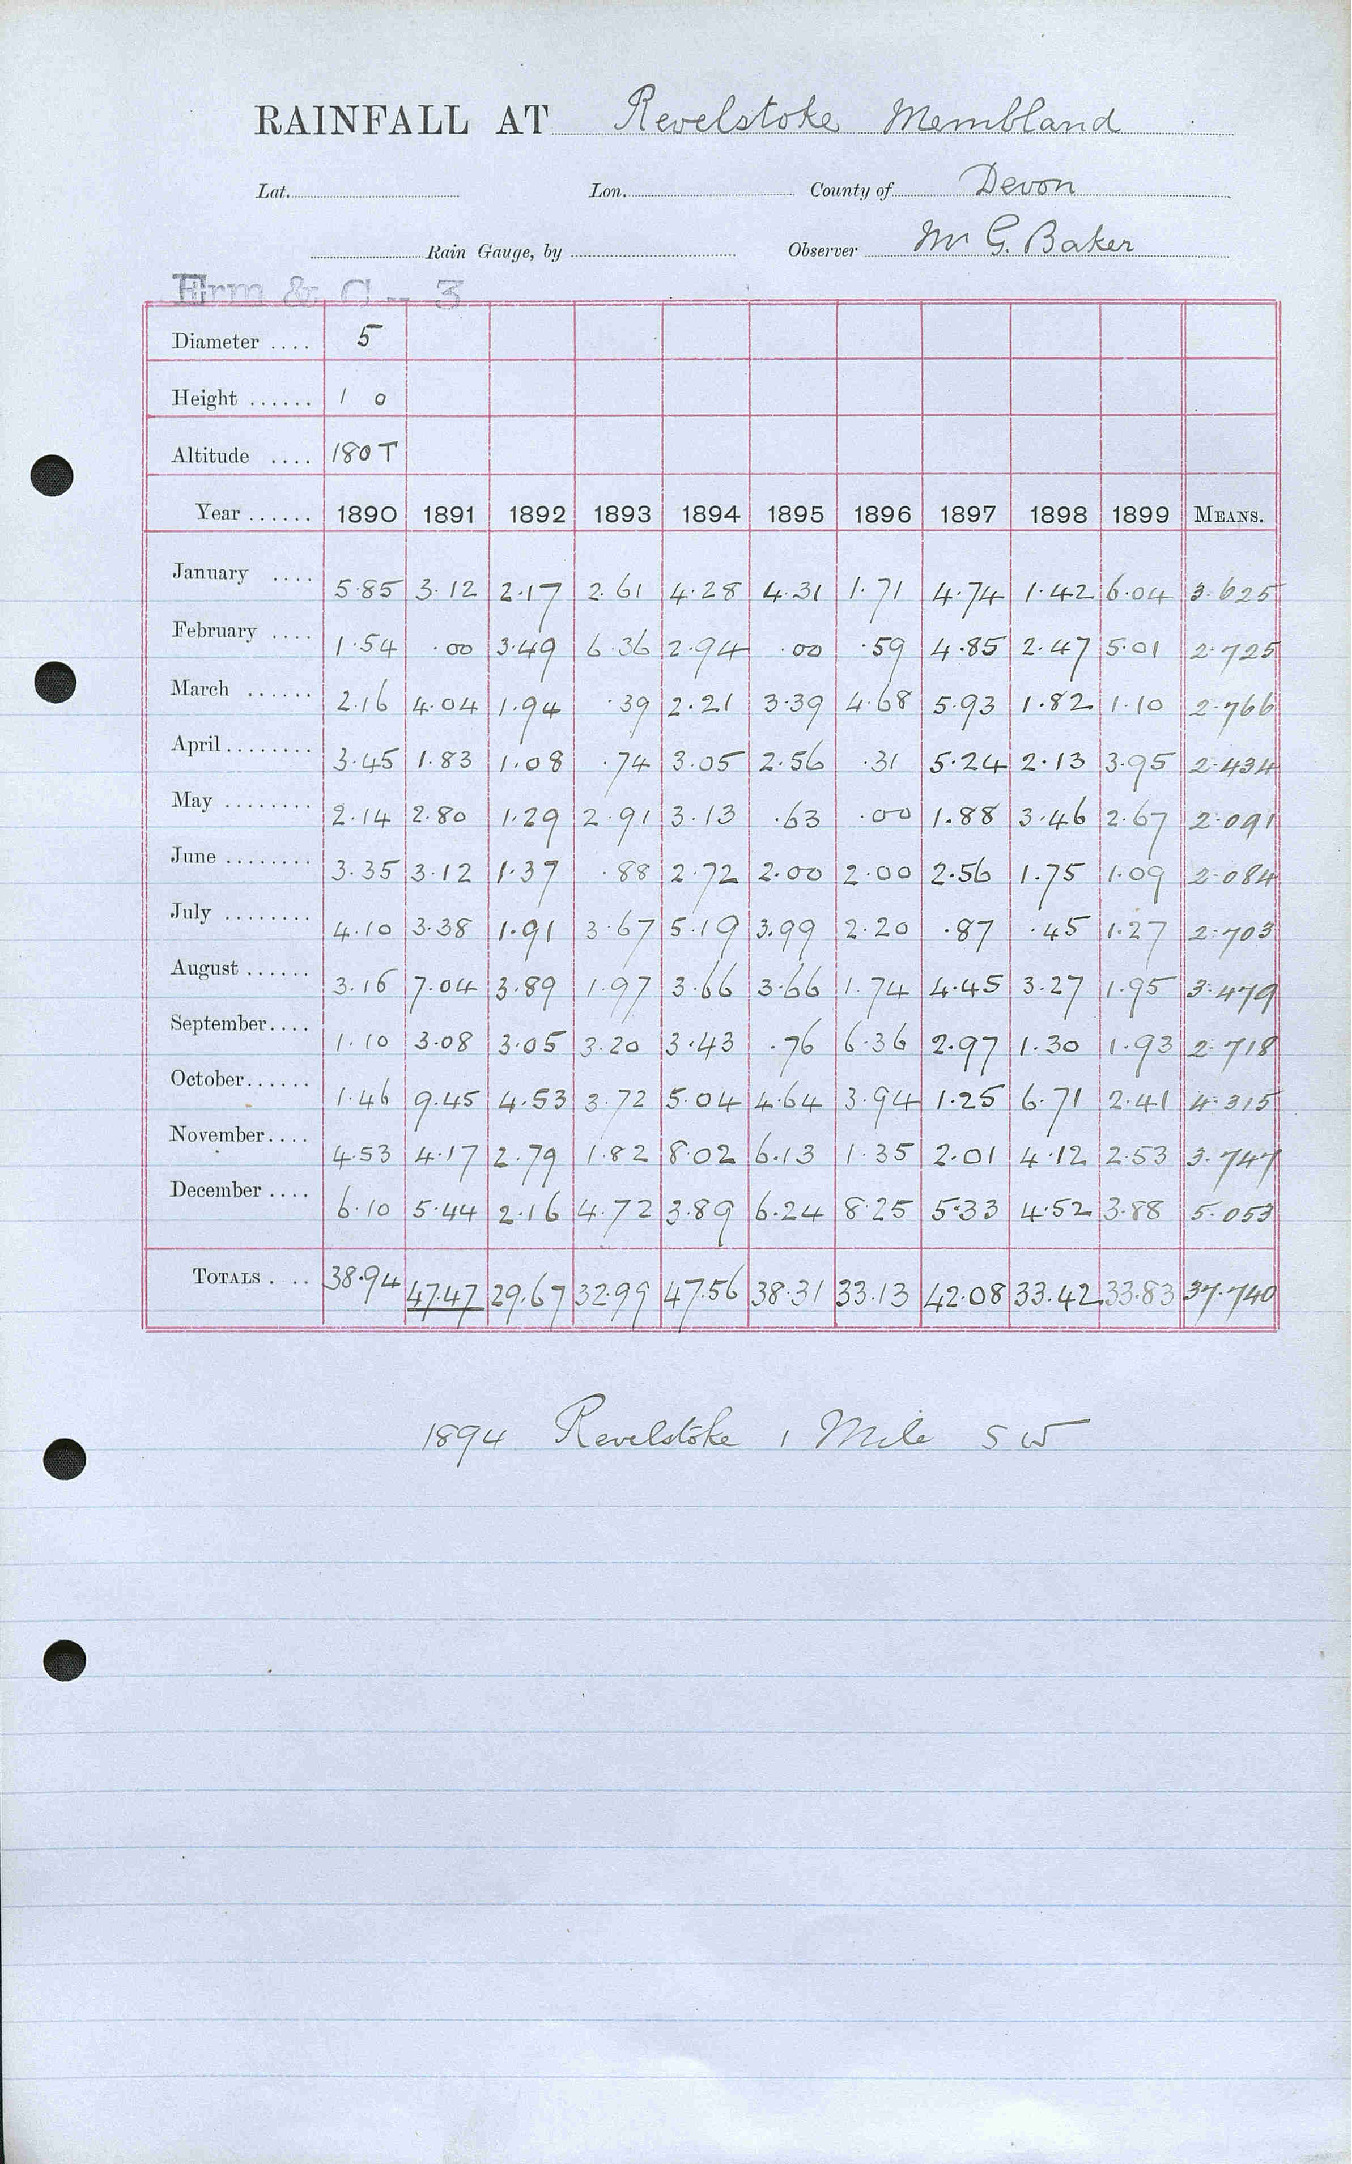 RAINFALL AT Revelstoke Membland
Lat. Lon. County of Devon
Rain Gauge, by Observer Mr G. Baker
Erm & C - 3
Diameter .... 5
Height ...... 1 0
Altitude .... 180 T
Year ...... 1890 1891 1892 1893 1894 1895 1896 1897 1898 1899 MEANS.
January .... 5.85 3.12 2.17 2.61 4.28 4.31 1.71 4.74 1.42 6.04 3.625
February .... 1.54 .00 3.49 6.36 2.94 .00 .59 4.85 2.47 5.01 2.725
March ...... 2.16 4.04 1.94 .39 2.21 3.39 4.68 5.93 1.82 1.10 2.766
April ........ 3.45 1.83 1.08 .74 3.05 2.56 .31 5.24 2.13 3.95 2.434
May ........ 2.14 2.80 1.29 2.91 3.13 .63 .00 1.88 3.46 2.67 2.091
June ........ 3.35 3.12 1.37 .88 2.72 2.00 2.00 2.56 1.75 1.09 2.084
July ........ 4.10 3.38 1.91 3.67 5.19 3.99 2.20 .87 .45 1.27 2.703
August ...... 3.16 7.04 3.89 1.97 3.66 3.66 1.74 4.45 3.27 1.95 3.479
September .... 1.10 3.08 3.05 3.20 3.43 .76 6.36 2.97 1.30 1.93 2.718
October ...... 1.46 9.45 4.53 3.72 5.04 4.64 3.94 1.25 6.71 2.41 4.315
November .... 4.53 4.17 2.79 1.82 8.02 6.13 1.35 2.01 4.12 2.53 3.747
December .... 6.10 5.44 2.16 4.72 3.89 6.24 8.25 5.33 4.52 3.88 5.053
TOTALS . .. 38.94 47.47 29.67 32.99 47.56 38.31 33.13 42.08 33.42 33.83 37.740
1894 Revelstoke 1 Mile S W